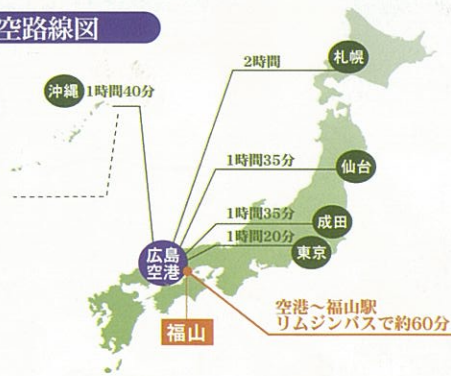 空路線図
札幌
2時間
沖縄
1時間40分
1時間35分
仙台
1時間35分
成田
1時間20分
東京
広島
空港
福山
空港〜福山駅
リムジンバスで約60分